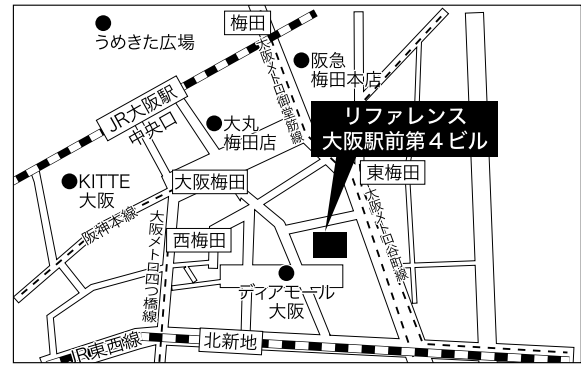 梅田
うめきた広場
阪急
梅田本店
大阪メトロ御堂筋線
JR大阪駅
中央口
大丸
梅田店
リファレンス
大阪駅前第4ビル
KITTE
大阪
大阪梅田
東梅田
阪神本線
大阪メトロ四つ橋線
西梅田
大阪メトロ谷町線
ディアモール
大阪
JR東西線
北新地